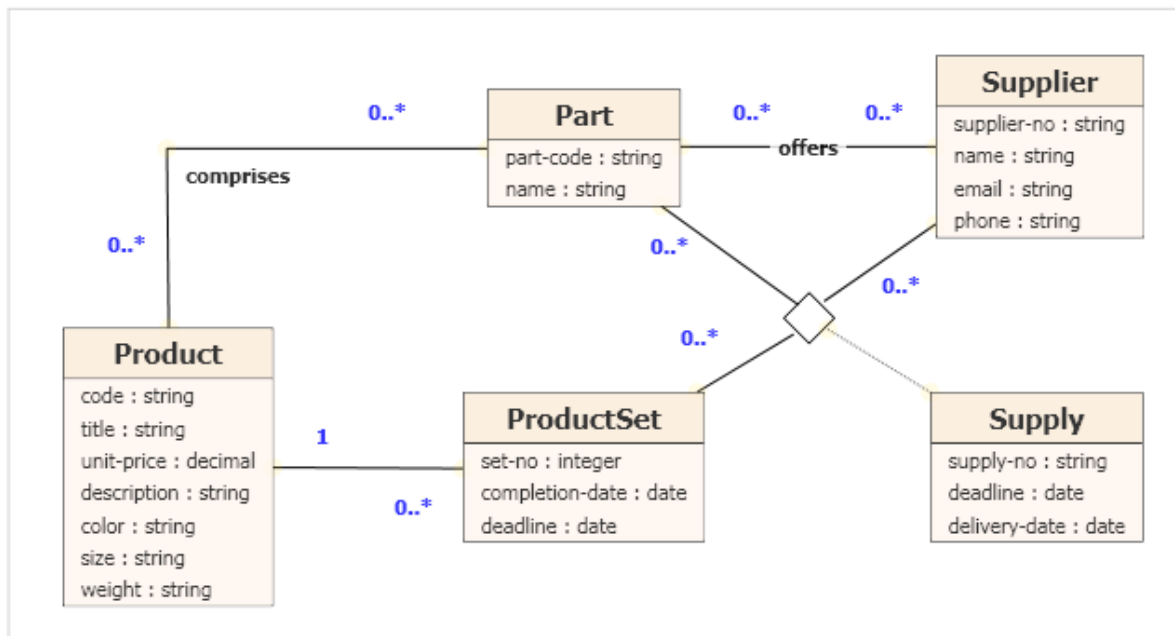 Supplier
supplier-no : string
name : string
email : string
phone : string
0..*
Part
part-code : string
name : string
0..*
offers
0..*
comprises
0..*
0..*
0..*
0..*
Product
code : string
title : string
unit-price : decimal
description : string
color : string
size : string
weight : string
1
0..*
ProductSet
set-no : integer
completion-date : date
deadline : date
Supply
supply-no : string
deadline : date
delivery-date : date
0..*